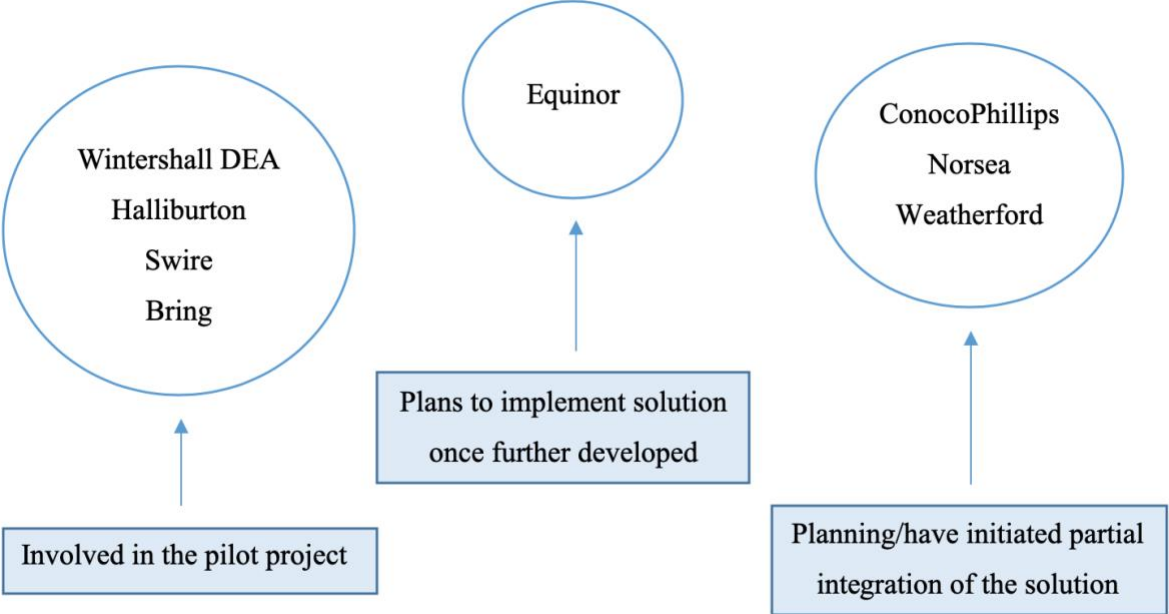 Wintershall DEA
Halliburton
Swire
Bring
Involved in the pilot project
Equinor
Plans to implement solution
once further developed
ConocoPhillips
Norsea
Weatherford
Planning/have initiated partial
integration of the solution